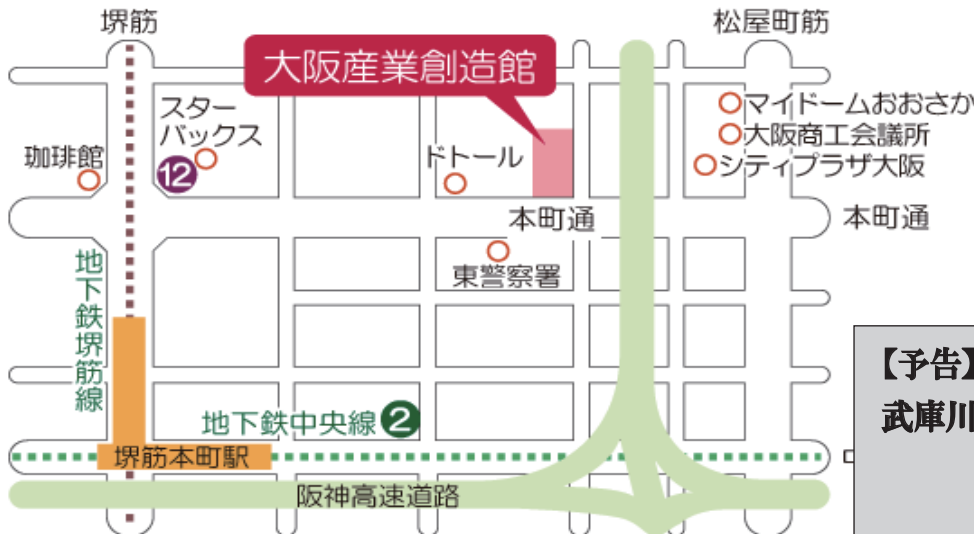 堺筋
松屋町筋
大阪産業創造館
スター
バックス
マイドームおおさか
大阪商工会議所
シティプラザ大阪
珈琲館
12
ドトール
本町通
本町通
東警察署
地下鉄堺筋線
【予告】
武庫川
地下鉄中央線2
堺筋本町駅
阪神高速道路